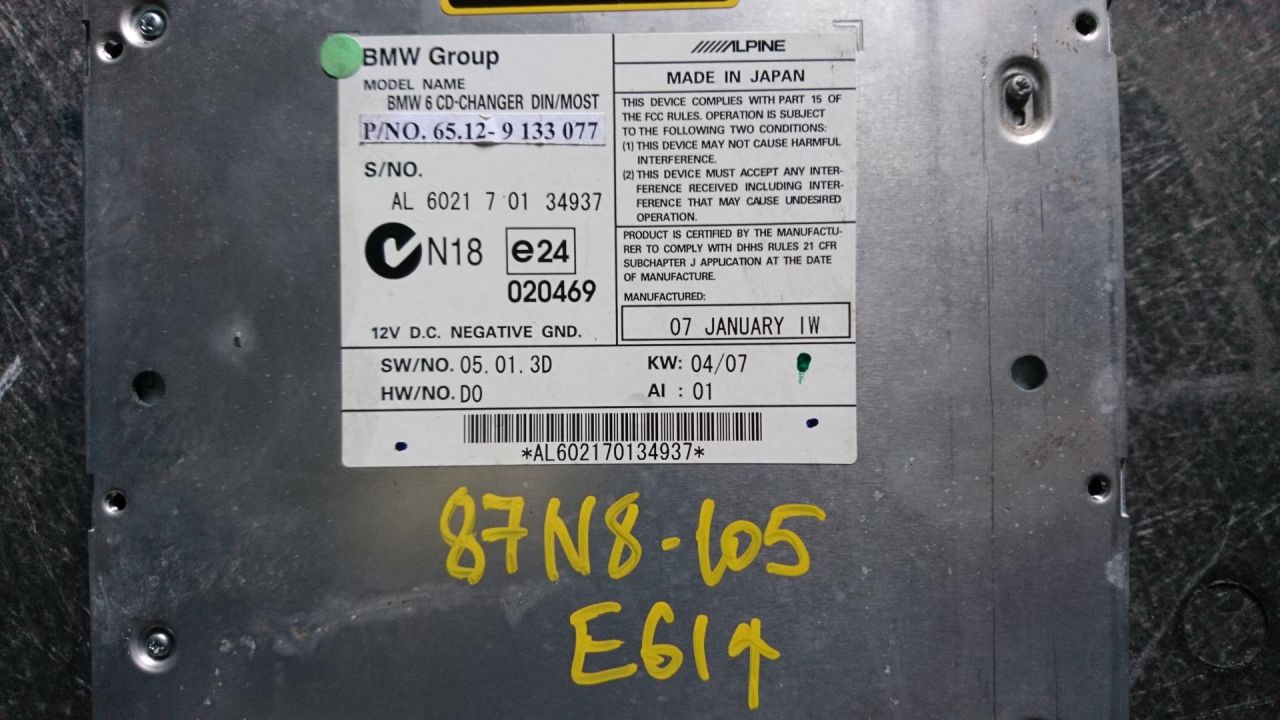 BMW Group
MODEL NAME
BMW 6 CD-CHANGER DIN/MOST
P/NO. 65.12- 9 133 077
S/NO.
AL 6021 7 01 34937
N18 e24
020469
12V D.C. NEGATIVE GND.
ALPINE
MADE IN JAPAN
THIS DEVICE COMPLIES WITH PART 15 OF
THE FCC RULES. OPERATION IS SUBJECT
TO THE FOLLOWING TWO CONDITIONS:
(1) THIS DEVICE MAY NOT CAUSE HARMFUL
INTERFERENCE.
(2) THIS DEVICE MUST ACCEPT ANY INTER-
FERENCE RECEIVED INCLUDING INTER-
FERENCE THAT MAY CAUSE UNDESIRED
OPERATION.
PRODUCT IS CERTIFIED BY THE MANUFACTU-
RER TO COMPLY WITH DHHS RULES 21 CFR
SUBCHAPTER J APPLICATION AT THE DATE
OF MANUFACTURE.
MANUFACTURED:
07 JANUARY IW
SW/NO. 05.01.3D KW: 04/07
HW/NO. D0 AI : 01
*AL602170134937*
87N8-605
E61↑